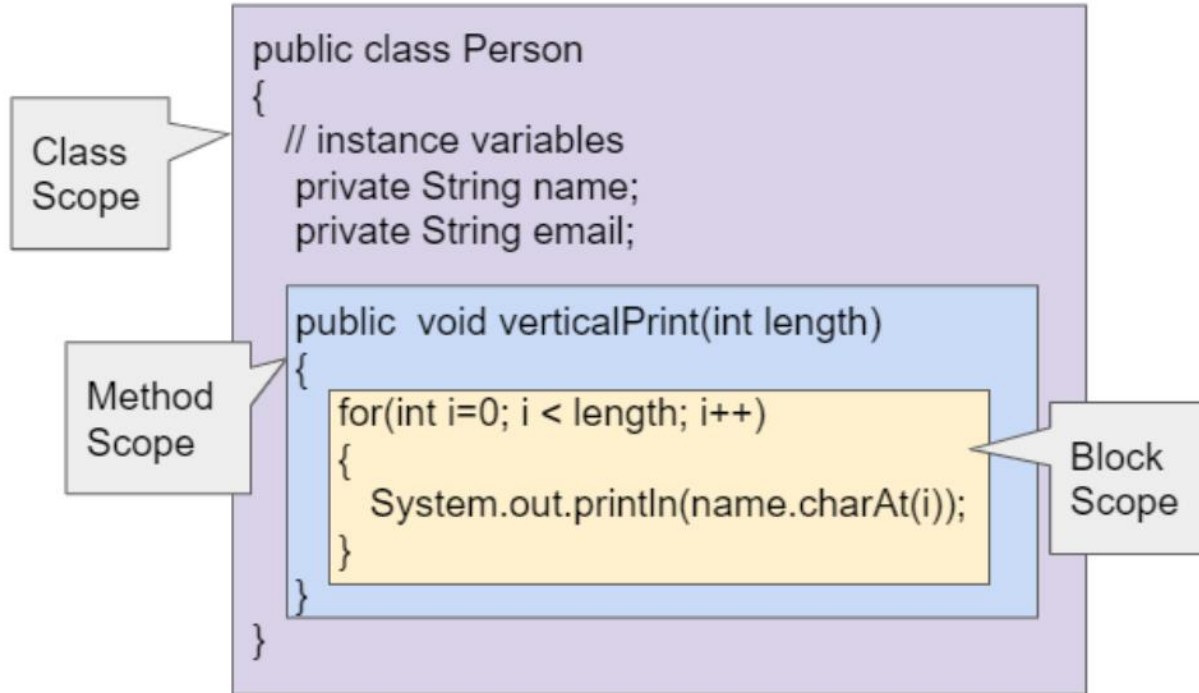 public class Person
{
// instance variables
private String name;
private String email;
Class
Scope
public  void verticalPrint(int length)
{
Method
Scope
for(int i=0; i < length; i++)
{
System.out.println(name.charAt(i));
}
Block
Scope
}
}